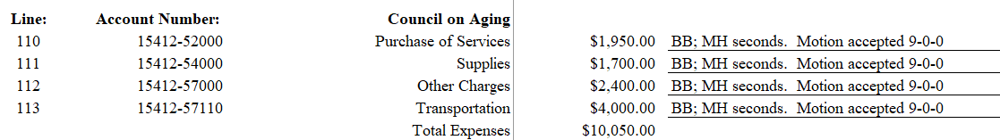 Line: Account Number: Council on Aging
110 15412-52000 Purchase of Services $1,950.00 BB; MH seconds. Motion accepted 9-0-0
111 15412-54000 Supplies $1,700.00 BB; MH seconds. Motion accepted 9-0-0
112 15412-57000 Other Charges $2,400.00 BB; MH seconds. Motion accepted 9-0-0
113 15412-57110 Transportation $4,000.00 BB; MH seconds. Motion accepted 9-0-0
Total Expenses $10,050.00